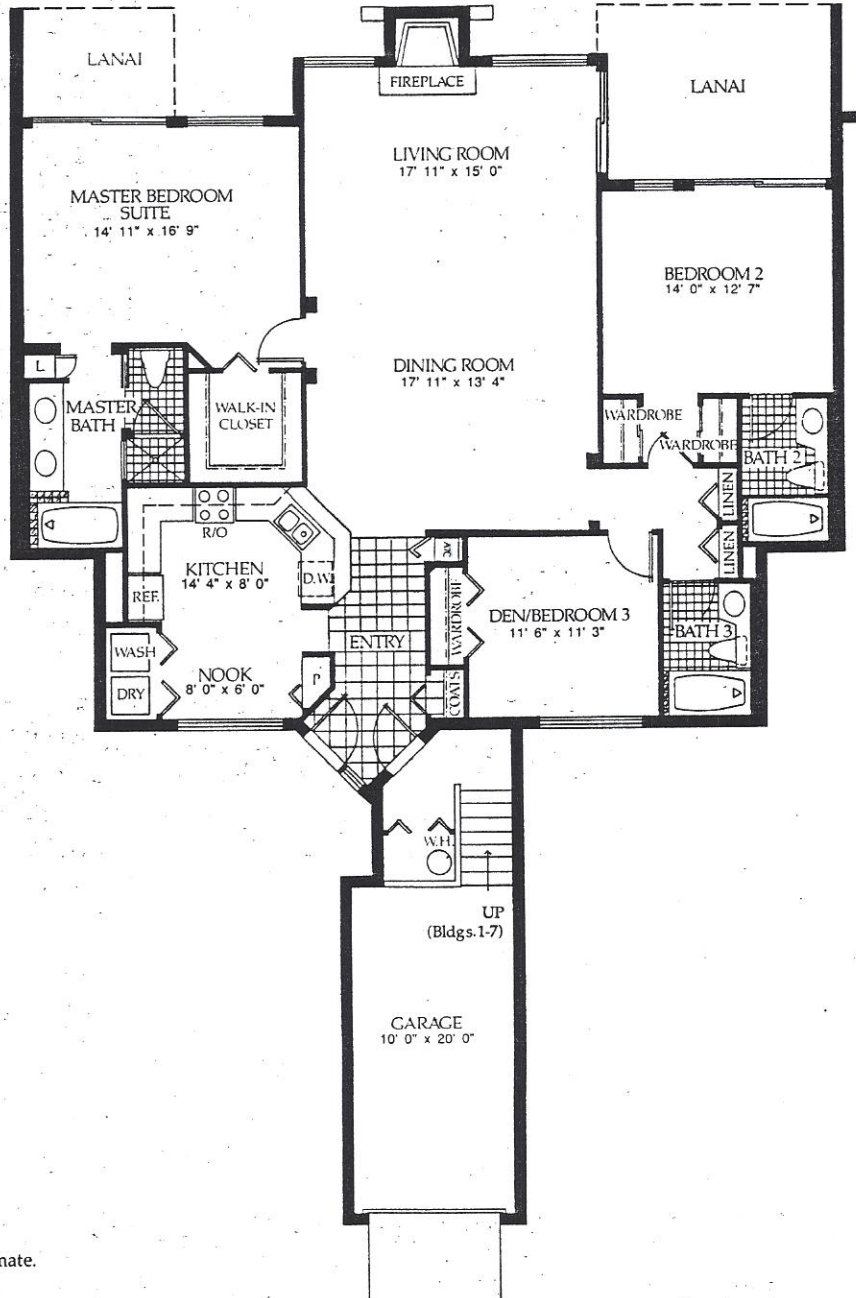 LANAI
FIREPLACE
LANAI
LIVING ROOM
17' 11" x 15' 0"
MASTER BEDROOM
SUITE
14' 11" x 16' 9"
BEDROOM 2
14' 0" x 12' 7"
DINING ROOM
17' 11" x 13' 4"
L
MASTER
BATH
WALK-IN
CLOSET
WARDROBE
WARDROBE
BATH 2
LINEN
LINEN
R/O
KITCHEN
14' 4" x 8' 0"
D.W.
A/C
REF.
WARDROBE
DEN/BEDROOM 3
11' 6" x 11' 3"
BATH 3
ENTRY
WASH
DRY
NOOK
8' 0" x 6' 0"
P
COATS
W.H.
UP
(Bldgs.1-7)
GARAGE
10' 0" x 20' 0"
nate.